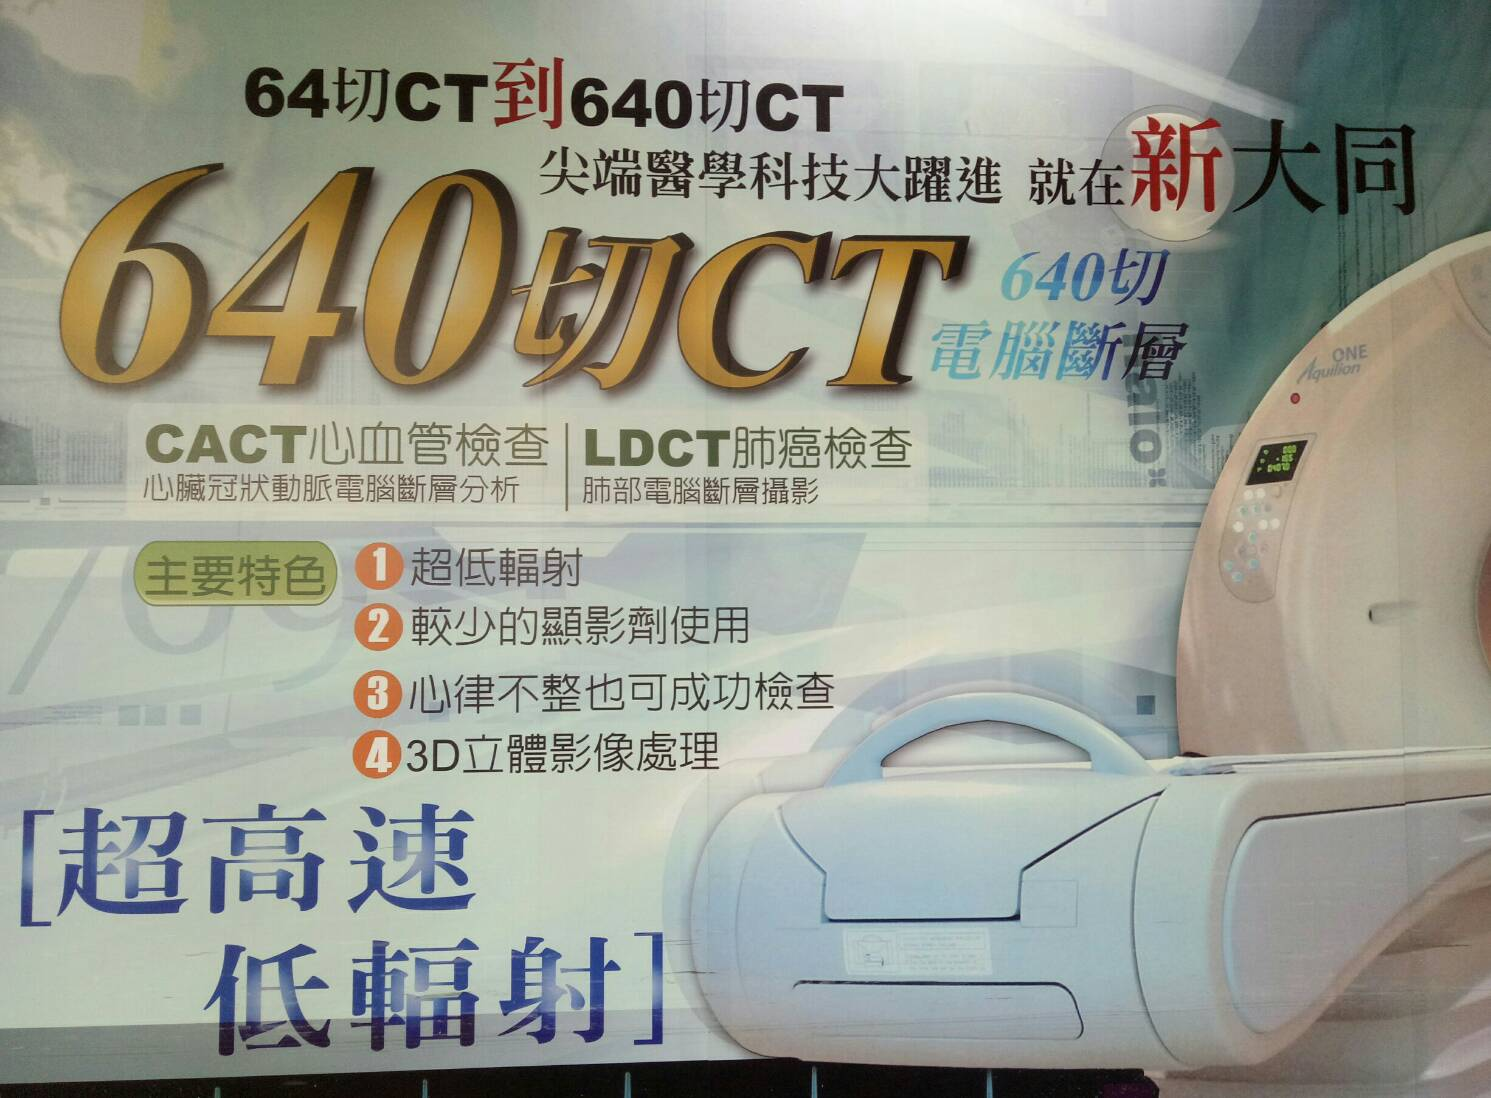 64切CT到640切CT
尖端醫學科技大躍進 就在新大同
640切CT
640切
電腦斷層
ONE
Aquilion
CACT心血管檢查
心臟冠狀動脈電腦斷層分析
LDCT肺癌檢查
肺部電腦斷層攝影
主要特色
1 超低輻射
2 較少的顯影劑使用
3 心律不整也可成功檢查
4 3D立體影像處理
[超高速
低輻射]